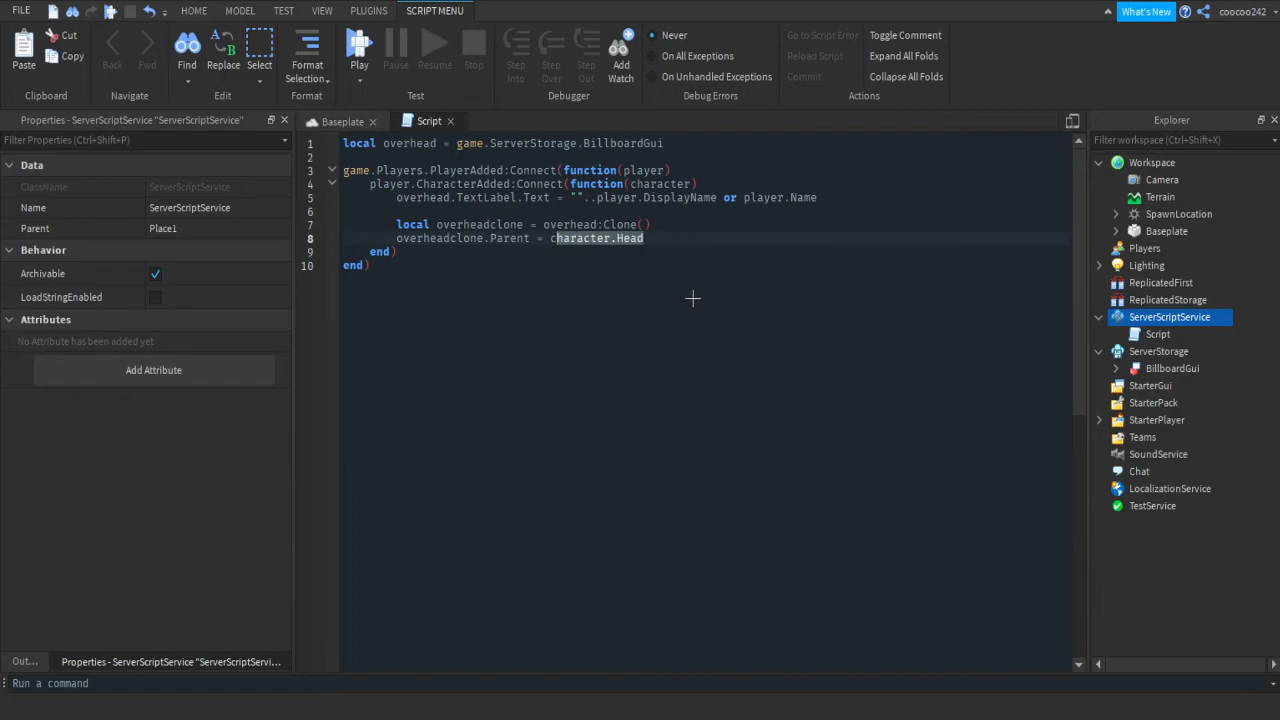 FILE HOME MODEL TEST VIEW PLUGINS SCRIPT MENU What's New coocoo242
Paste Cut Copy Back Fwd Find Replace Select Format Selection Play Pause Resume Stop Step Into Step Over Step Out Add Watch Never On All Exceptions On Unhandled Exceptions Go to Script Error Reload Script Commit Toggle Comment Expand All Folds Collapse All Folds
Clipboard Navigate Edit Format Test Debugger Debug Errors Actions
Properties - ServerScriptService "ServerScriptService"
Filter Properties (Ctrl+Shift+P)
Data
ClassName ServerScriptService
Name ServerScriptService
Parent Place1
Behavior
Archivable
LoadStringEnabled
Attributes
No Attribute has been added yet
Add Attribute
Out... Properties - ServerScriptService "ServerScriptServi...
Baseplate Script
1 local overhead = game.ServerStorage.BillboardGui
2
3 game.Players.PlayerAdded:Connect(function(player)
4 player.CharacterAdded:Connect(function(character)
5 overhead.TextLabel.Text = ""..player.DisplayName or player.Name
6
7 local overheadclone = overhead:Clone()
8 overheadclone.Parent = character.Head
9 end)
10 end)
Explorer
Filter workspace (Ctrl+Shift+X)
Workspace
Camera
Terrain
SpawnLocation
Baseplate
Players
Lighting
ReplicatedFirst
ReplicatedStorage
ServerScriptService
Script
ServerStorage
BillboardGui
StarterGui
StarterPack
StarterPlayer
Teams
SoundService
Chat
LocalizationService
TestService
Run a command